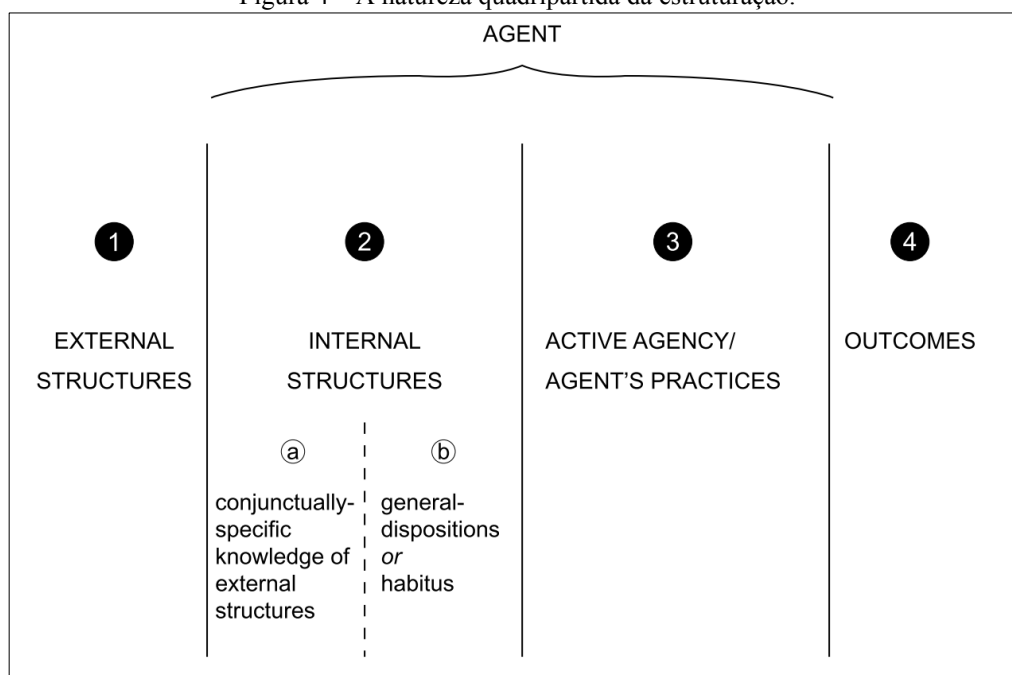 Figura 4 – A natureza quadripartida da estruturação.
AGENT
1
2
3
4
EXTERNAL
STRUCTURES
INTERNAL
STRUCTURES
ACTIVE AGENCY/
AGENT'S PRACTICES
OUTCOMES
a
conjunctually-
specific
knowledge of
external
structures
b
general-
dispositions
or
habitus